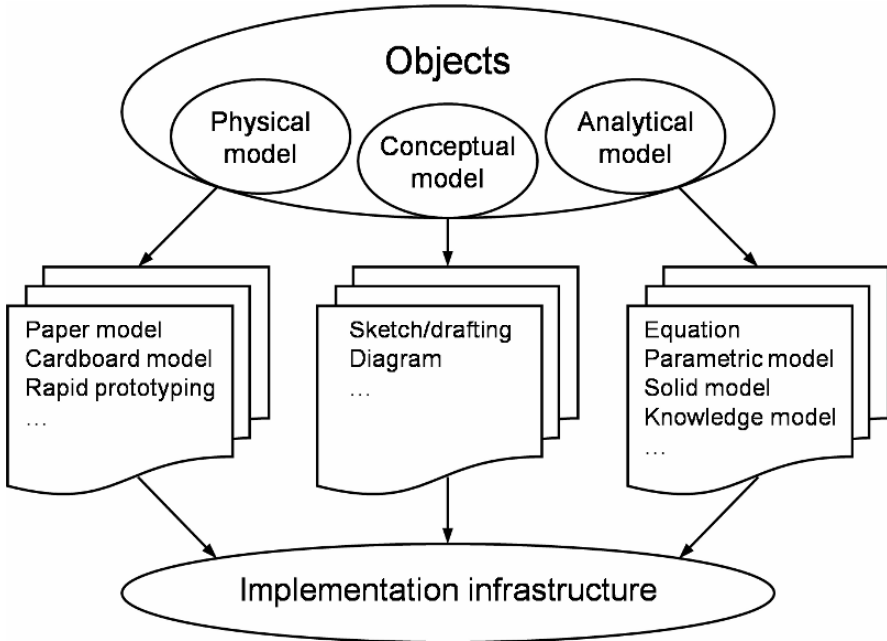 Objects
Physical
model
Conceptual
model
Analytical
model
Paper model
Cardboard model
Rapid prototyping
...
Sketch/drafting
Diagram
...
Equation
Parametric model
Solid model
Knowledge model
...
Implementation infrastructure